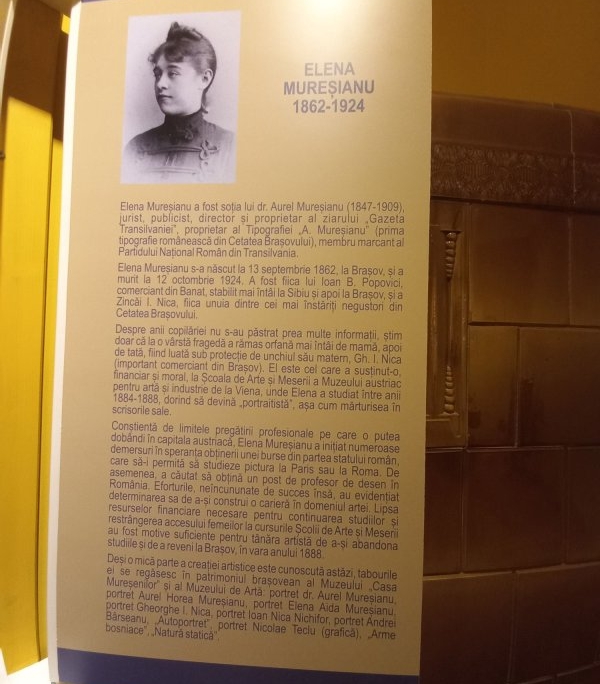 ELENA
MUREȘIANU
1862-1924
Elena Mureșianu a fost soția lui dr. Aurel Mureșianu (1847-1909),
jurist, publicist, director și proprietar al ziarului „Gazeta
Transilvaniei”, proprietar al Tipografiei „A. Mureșianu” (prima
tipografie românească din Cetatea Brașovului), membru marcant al
Partidului Național Român din Transilvania.
Elena Mureșianu s-a născut la 13 septembrie 1862, la Brașov, și a
murit la 12 octombrie 1924. A fost fiica lui Ioan B. Popovici,
comerciant din Banat, stabilit mai întâi la Sibiu și apoi la Brașov, și a
Zincăi I. Nica, fiica unuia dintre cei mai înstăriți negustori din
Cetatea Brașovului.
Despre anii copilăriei nu s-au păstrat prea multe informații, știm
doar că la o vârstă fragedă a rămas orfană mai întâi de mamă, apoi
de tată, fiind luată sub protecție de unchiul său matern, Gh. I. Nica
(important comerciant din Brașov). El este cel care a susținut-o,
financiar și moral, la Școala de Arte și Meserii a Muzeului austriac
pentru artă și industrie de la Viena, unde Elena a studiat între anii
1884-1888, dorind să devină „portraitistă”, așa cum mărturisea în
scrisorile sale.
Conștientă de limitele pregătirii profesionale pe care o putea
dobândi în capitala austriacă, Elena Mureșianu a inițiat numeroase
demersuri în speranța obținerii unei burse din partea statului român,
care să-i permită să studieze pictura la Paris sau la Roma. De
asemenea, a căutat să obțină un post de profesor de desen în
România. Eforturile, neîncununate de succes însă, au evidențiat
determinarea sa de a-și construi o carieră în domeniul artei. Lipsa
resurselor financiare necesare pentru continuarea studiilor și
restrângerea accesului femeilor la cursurile Școlii de Arte și Meserii
au fost motive suficiente pentru tânăra artistă de a-și abandona
studiile și de a reveni la Brașov, în vara anului 1888.
Deși o mică parte a creației artistice este cunoscută astăzi, tabourile
ei se regăsesc în patrimoniul brașovean al Muzeului „Casa
Mureșenilor” și al Muzeului de Artă: portret dr. Aurel Mureșianu,
portret Aurel Horea Mureșianu, portret Elena Aida Mureșianu,
portret Gheorghe I. Nica, portret Ioan Nica Nichifor, portret Andrei
Bârseanu, „Autoportret”, portret Nicolae Teclu (grafică), „Arme
bosniace”, „Natură statică”.